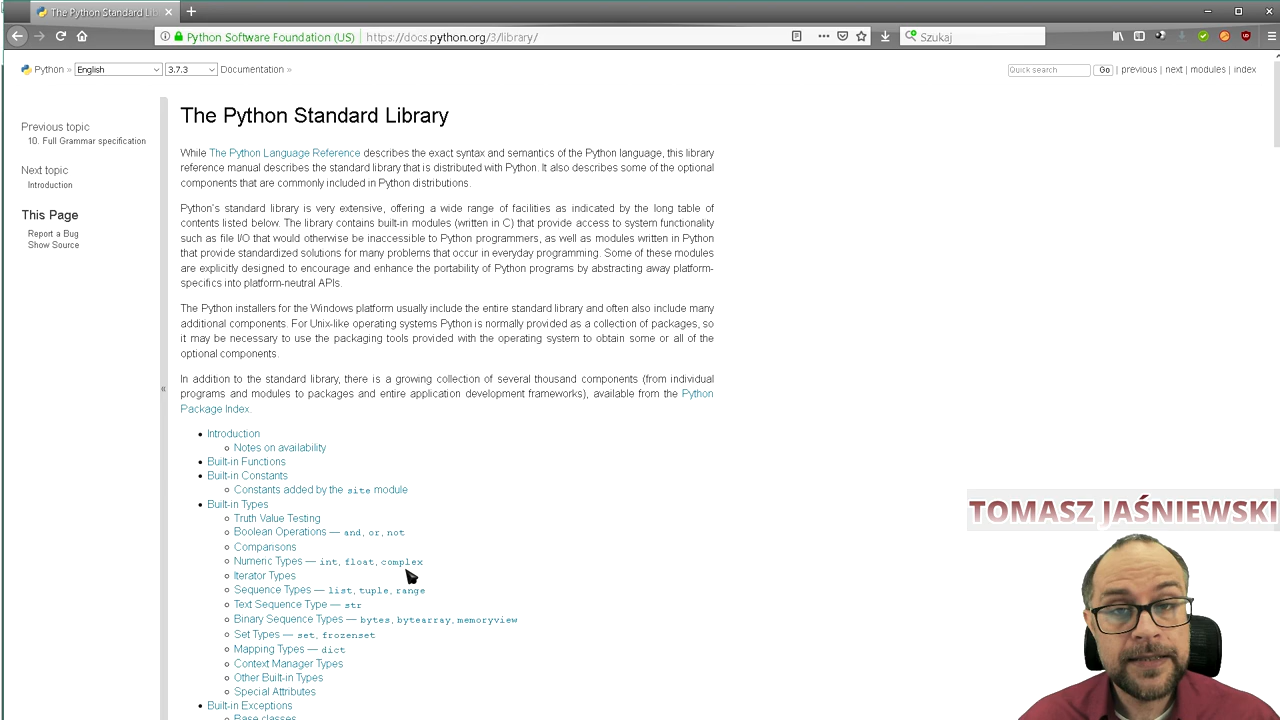 The Python Standard Lib
Python Software Foundation (US)
https://docs.python.org/3/library/
Szukaj
Python »
English
3.7.3
Documentation »
Quick search
Go
| previous | next | modules | index
Previous topic
10. Full Grammar specification
Next topic
Introduction
This Page
Report a Bug
Show Source
«
The Python Standard Library
While The Python Language Reference describes the exact syntax and semantics of the Python language, this library
reference manual describes the standard library that is distributed with Python. It also describes some of the optional
components that are commonly included in Python distributions.
Python's standard library is very extensive, offering a wide range of facilities as indicated by the long table of
contents listed below. The library contains built-in modules (written in C) that provide access to system functionality
such as file I/O that would otherwise be inaccessible to Python programmers, as well as modules written in Python
that provide standardized solutions for many problems that occur in everyday programming. Some of these modules
are explicitly designed to encourage and enhance the portability of Python programs by abstracting away platform-
specifics into platform-neutral APIs.
The Python installers for the Windows platform usually include the entire standard library and often also include many
additional components. For Unix-like operating systems Python is normally provided as a collection of packages, so
it may be necessary to use the packaging tools provided with the operating system to obtain some or all of the
optional components.
In addition to the standard library, there is a growing collection of several thousand components (from individual
programs and modules to packages and entire application development frameworks), available from the Python
Package Index.
Introduction
Notes on availability
Built-in Functions
Built-in Constants
Constants added by the site module
Built-in Types
Truth Value Testing
Boolean Operations — and, or, not
Comparisons
Numeric Types — int, float, complex
Iterator Types
Sequence Types — list, tuple, range
Text Sequence Type — str
Binary Sequence Types — bytes, bytearray, memoryview
Set Types — set, frozenset
Mapping Types — dict
Context Manager Types
Other Built-in Types
Special Attributes
Built-in Exceptions
Base classes
TOMASZ JAŚNIEWSKI